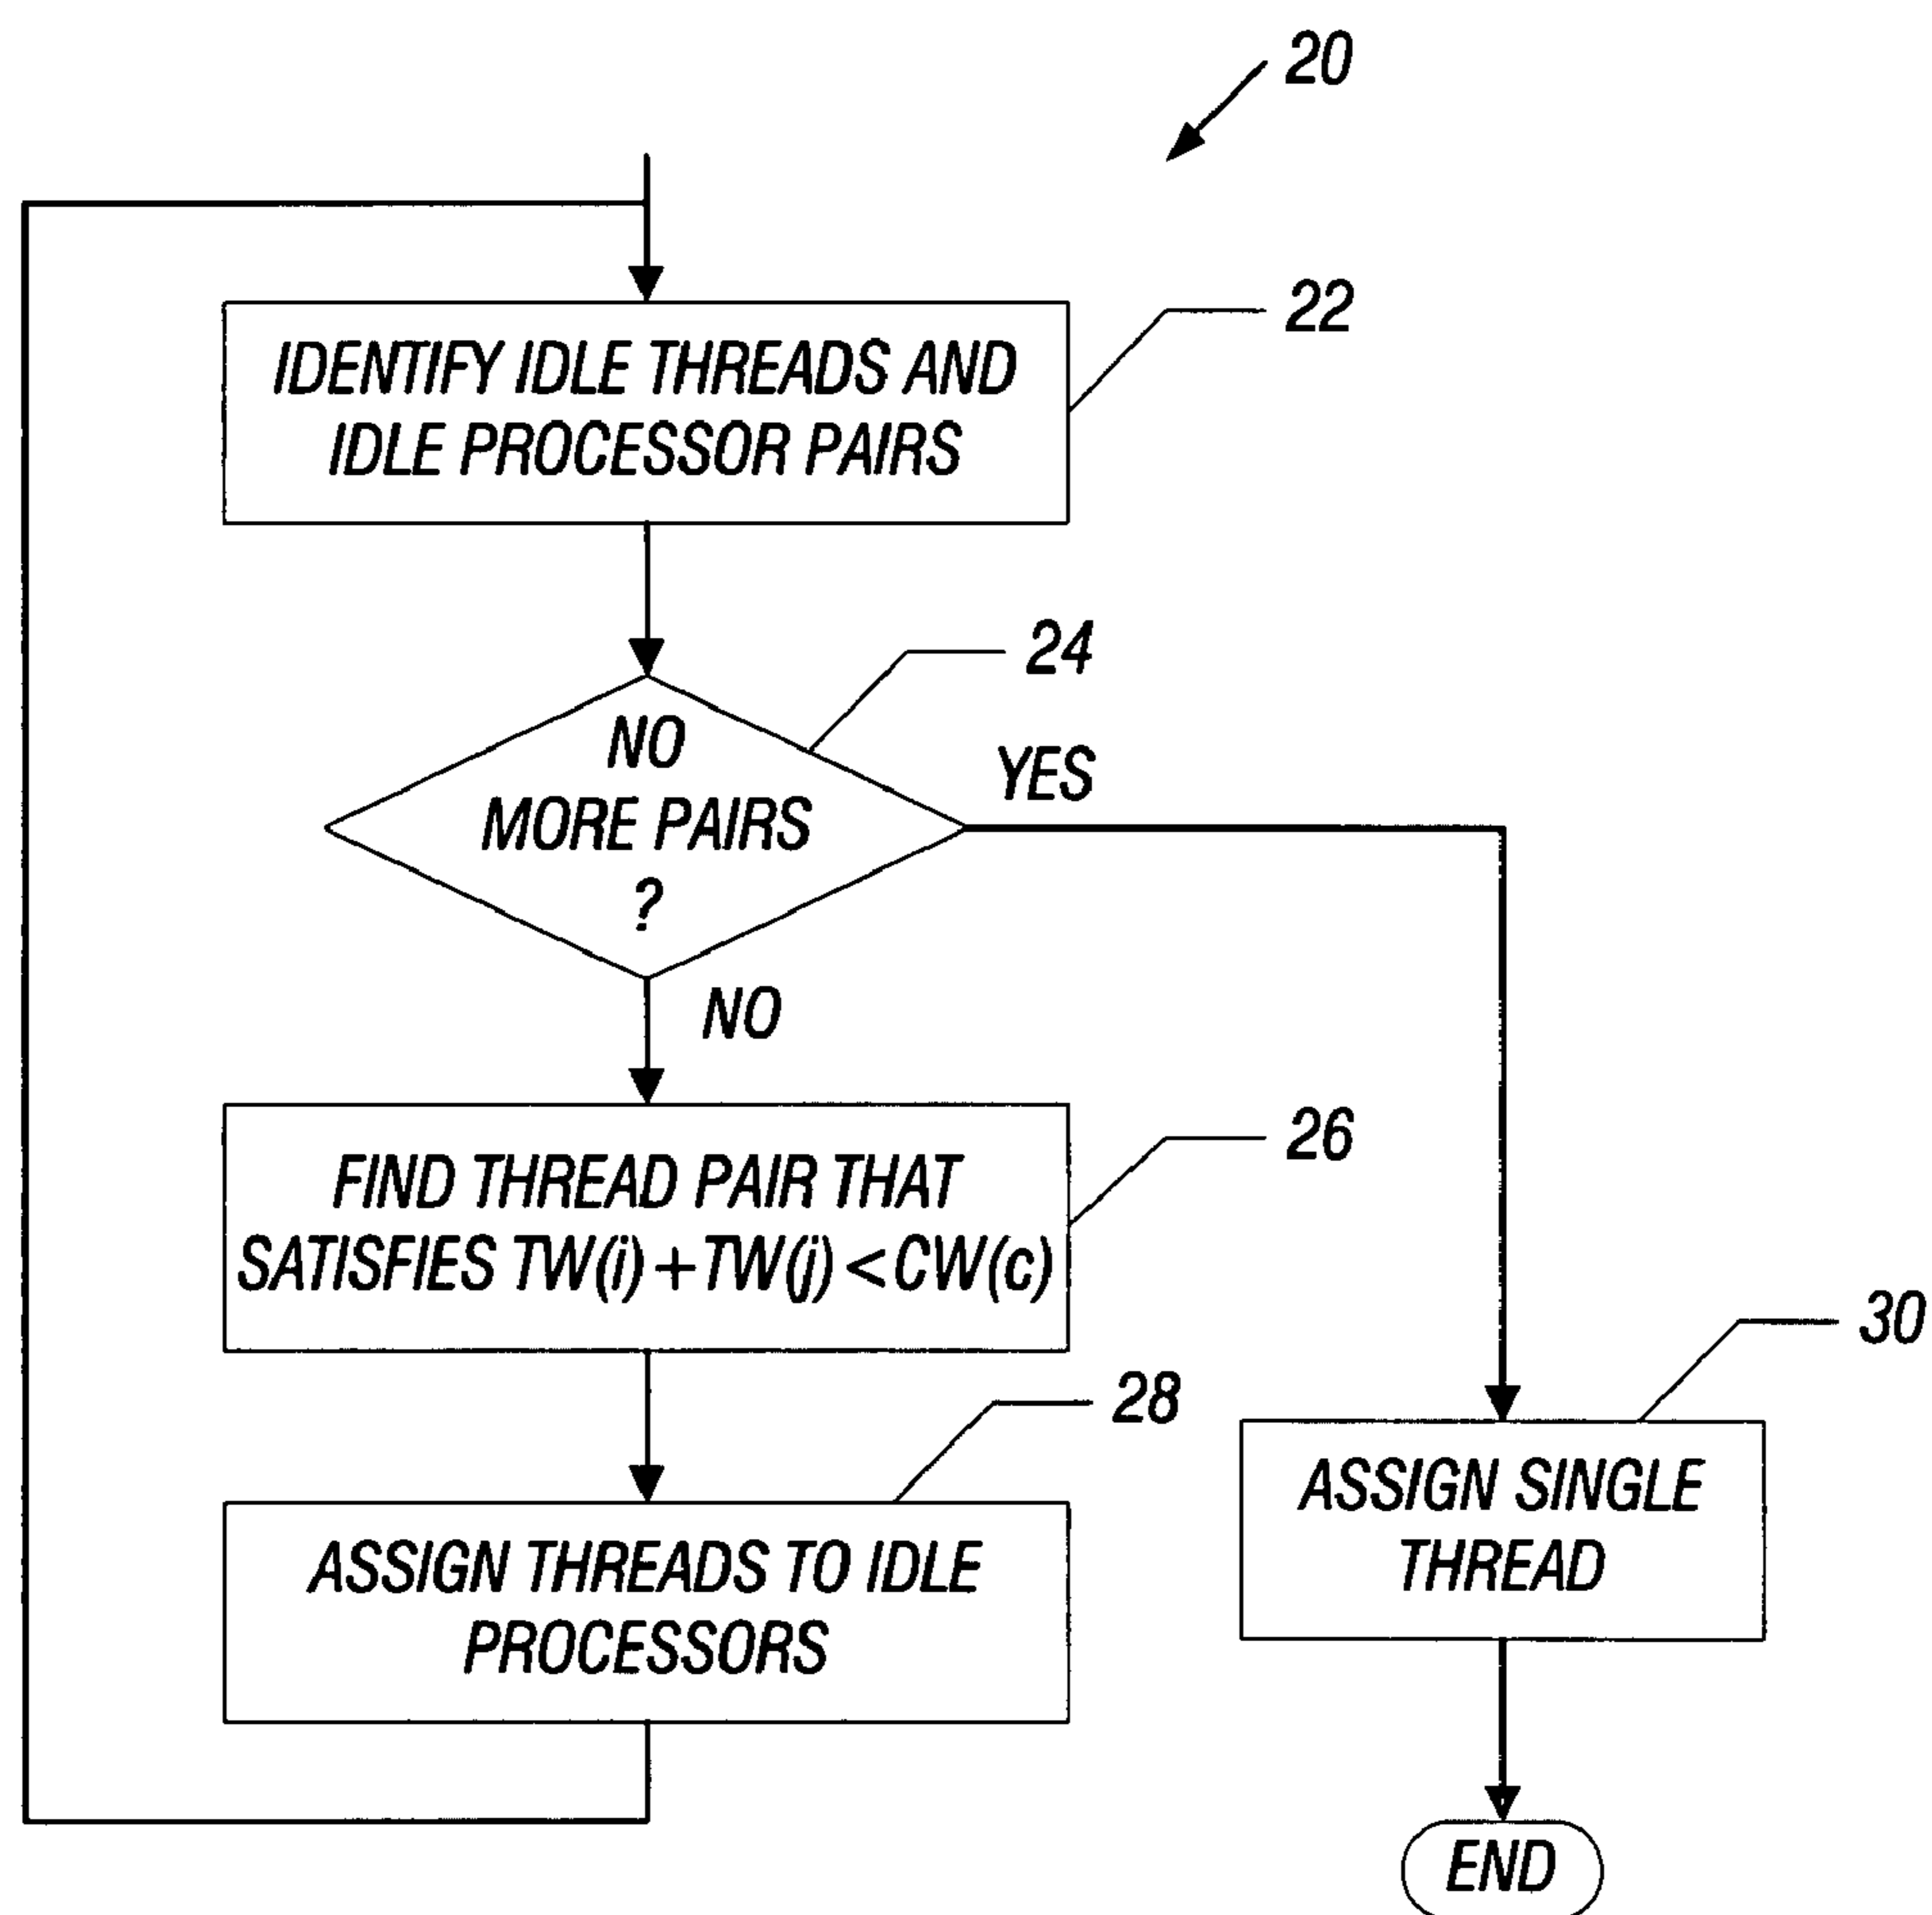 20
IDENTIFY IDLE THREADS AND
IDLE PROCESSOR PAIRS
22
24
NO
MORE PAIRS
?
YES
NO
FIND THREAD PAIR THAT
SATISFIES TW(i)+TW(j)<CW(c)
26
28
ASSIGN THREADS TO IDLE
PROCESSORS
30
ASSIGN SINGLE
THREAD
END